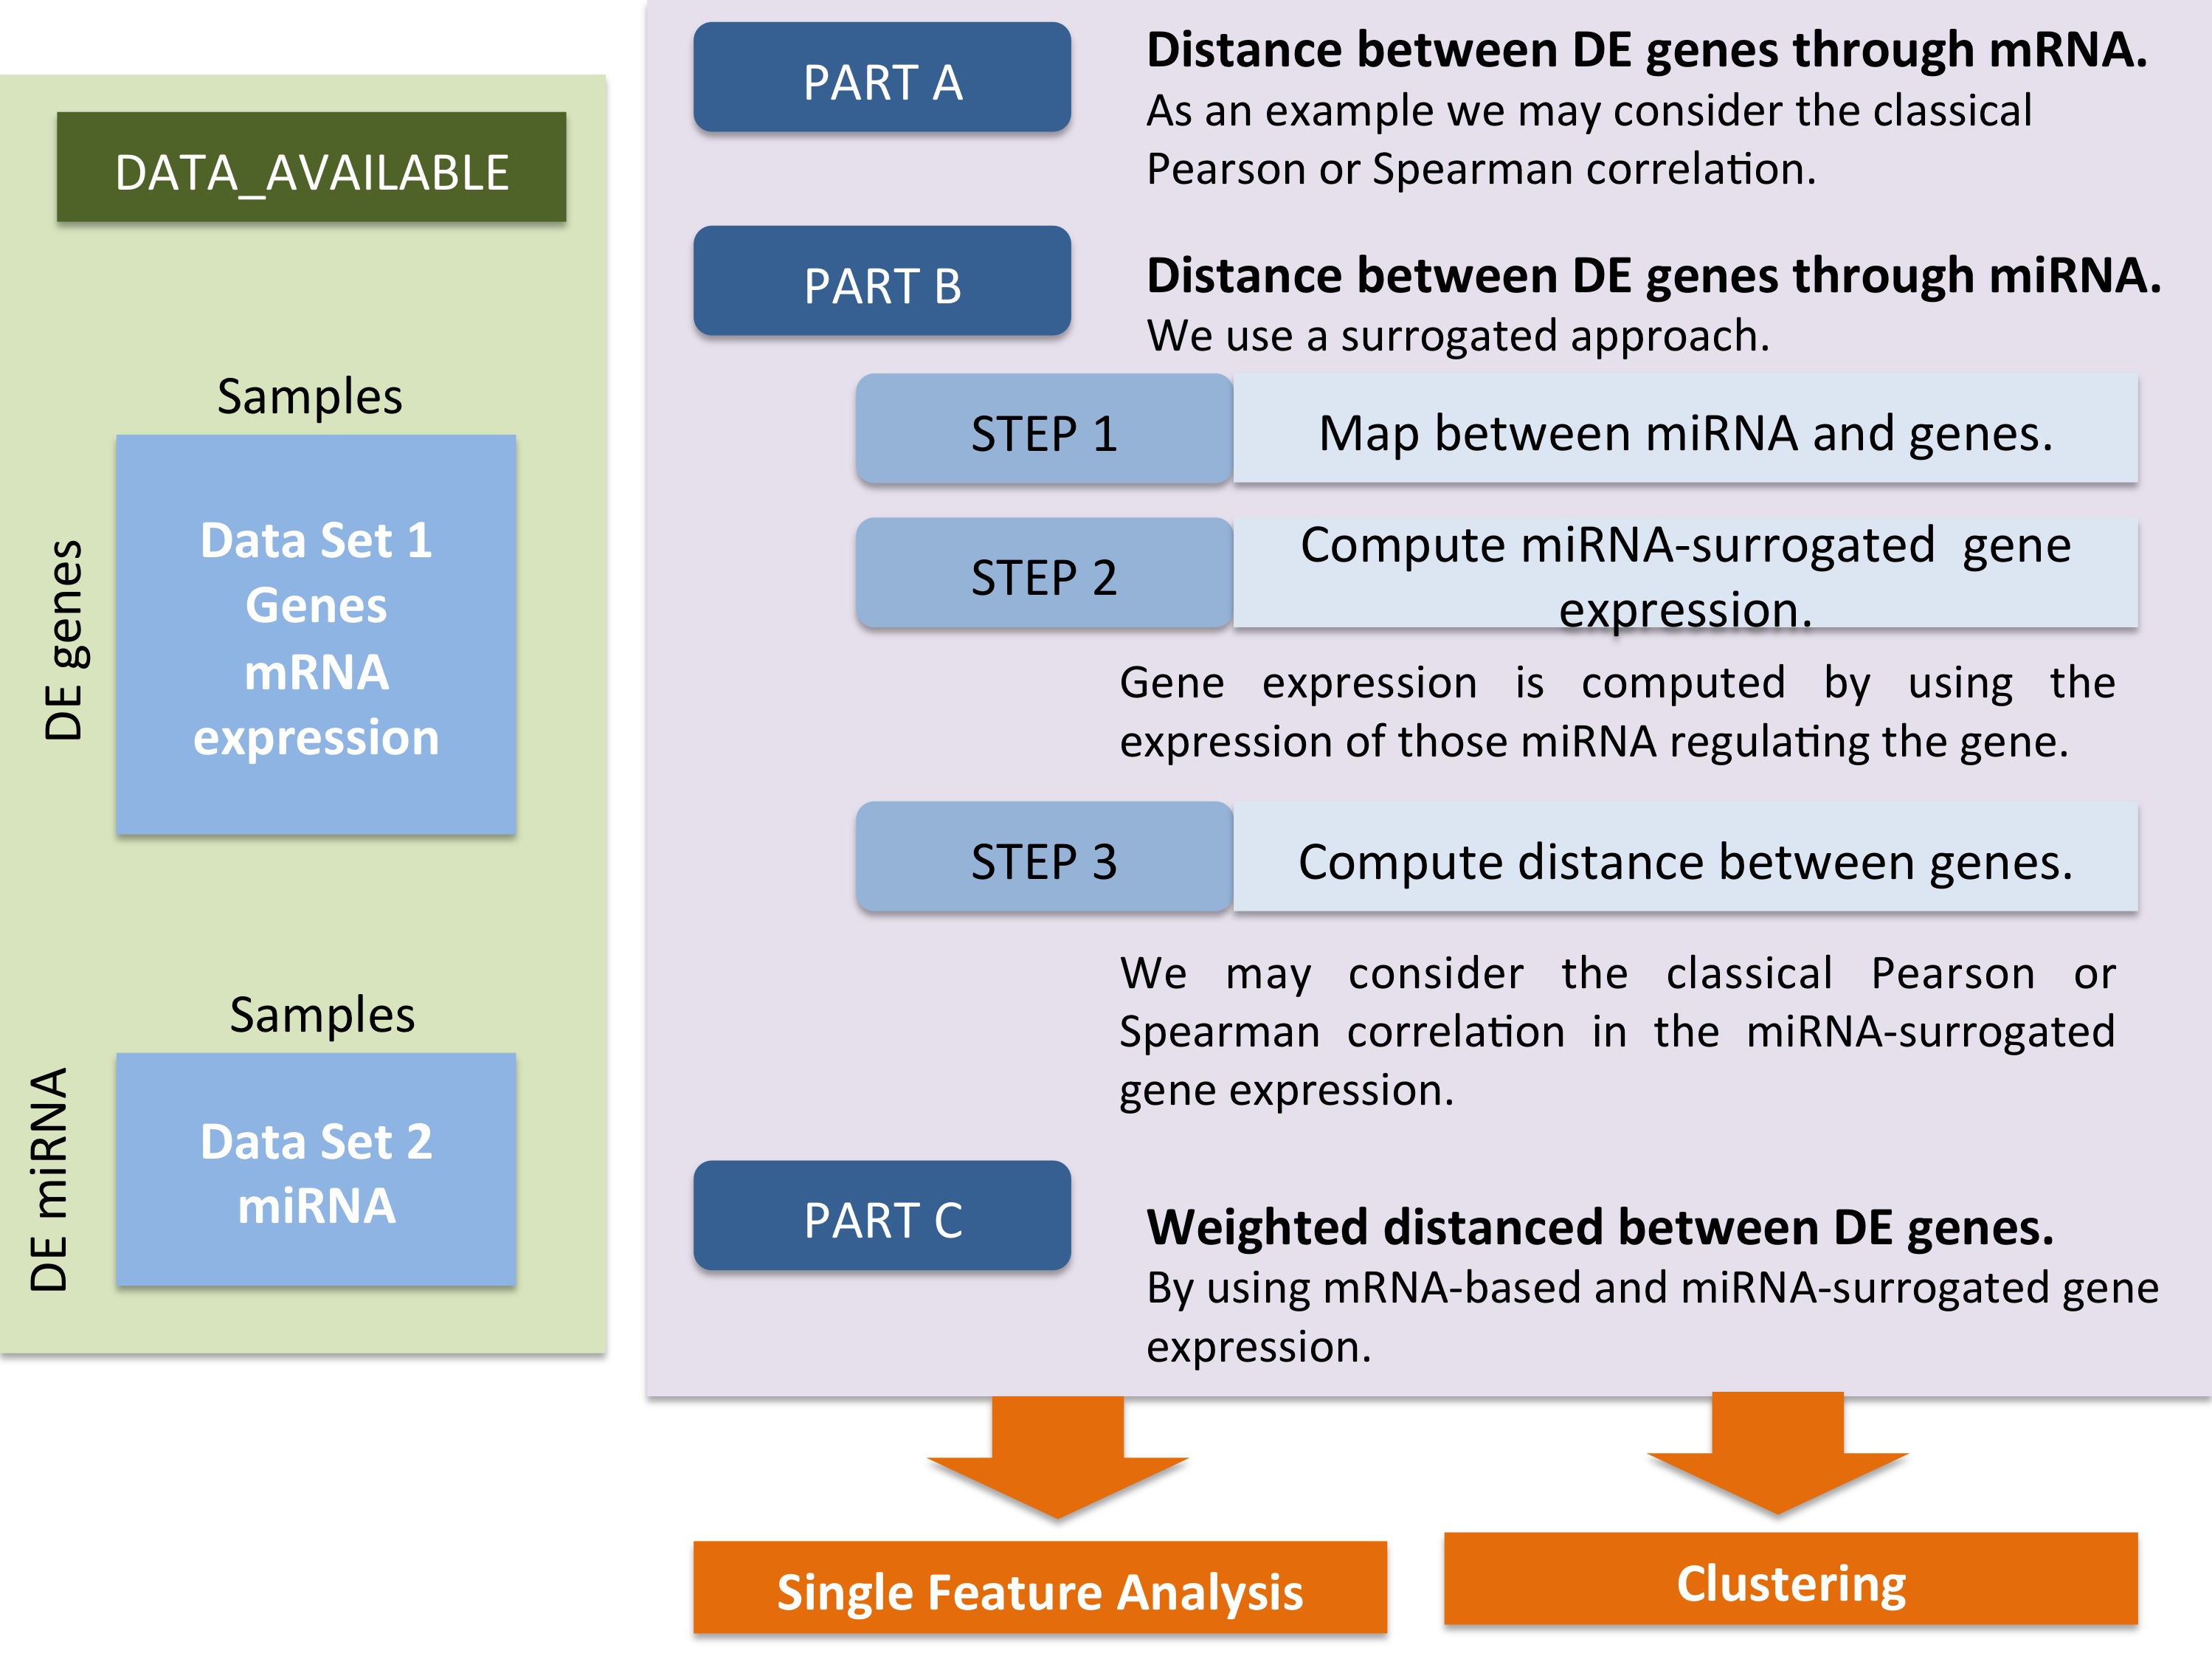 DATA_AVAILABLE
Samples
DE genes
Data Set 1
Genes
mRNA
expression
Samples
DE miRNA
Data Set 2
miRNA
PART A
Distance between DE genes through mRNA.
As an example we may consider the classical
Pearson or Spearman correlation.
PART B
Distance between DE genes through miRNA.
We use a surrogated approach.
STEP 1
Map between miRNA and genes.
STEP 2
Compute miRNA-surrogated gene
expression.
Gene expression is computed by using the
expression of those miRNA regulating the gene.
STEP 3
Compute distance between genes.
We may consider the classical Pearson or
Spearman correlation in the miRNA-surrogated
gene expression.
PART C
Weighted distanced between DE genes.
By using mRNA-based and miRNA-surrogated gene
expression.
Single Feature Analysis
Clustering